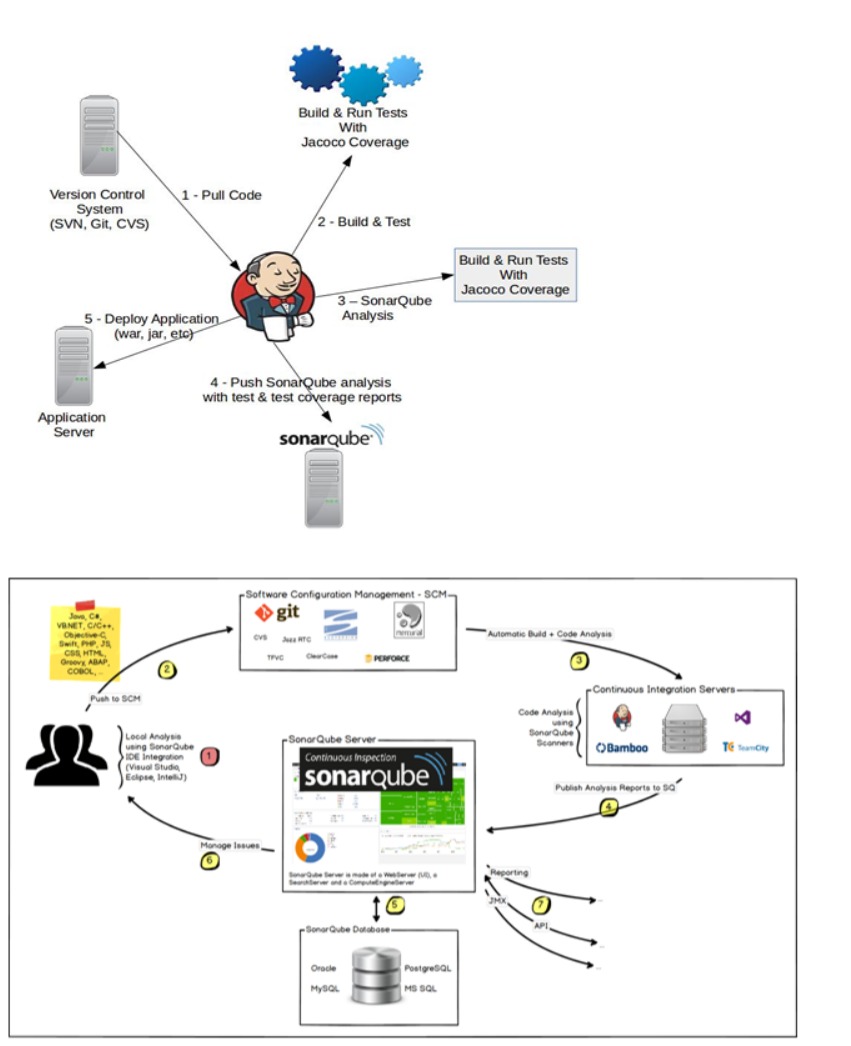 Build & Run Tests
With
Jacoco Coverage
Version Control
System
(SVN, Git, CVS)
1 - Pull Code
2 - Build & Test
Build & Run Tests
With
Jacoco Coverage
3 – SonarQube
Analysis
5 - Deploy Application
(war, jar, etc)
Application
Server
4 - Push SonarQube analysis
with test & test coverage reports
sonarqube
Java, C#,
VB.NET, C/C++,
Objective-C,
Swift, PHP, JS,
CSS, HTML,
Groovy, ABAP,
COBOL, ...
2
Push to SCM
Software Configuration Management - SCM
git
mercurial
CVS
Jazz RTC
TFVC
ClearCase
PERFORCE
Automatic Build + Code Analysis
3
Continuous Integration Servers
Bamboo
TC TeamCity
Code Analysis
using
SonarQube
Scanners
Local Analysis
using SonarQube
IDE Integration
(Visual Studio,
Eclipse, IntelliJ)
1
SonarQube Server
Continuous Inspection
sonarqube
SonarQube Server is made of a WebServer (UI), a
SearchServer and a ComputeEngineServer
Publish Analysis Reports to SQ
4
Manage Issues
6
5
Reporting
...
JMX
7
API
...
...
SonarQube Database
Oracle
PostgreSQL
MySQL
MS SQL